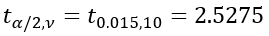 t_{α/2,ν} = t_{0.015,10} = 2.5275